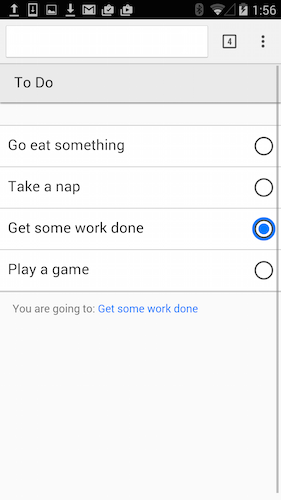 1:56
4
To Do
Go eat something
Take a nap
Get some work done
Play a game
You are going to: Get some work done